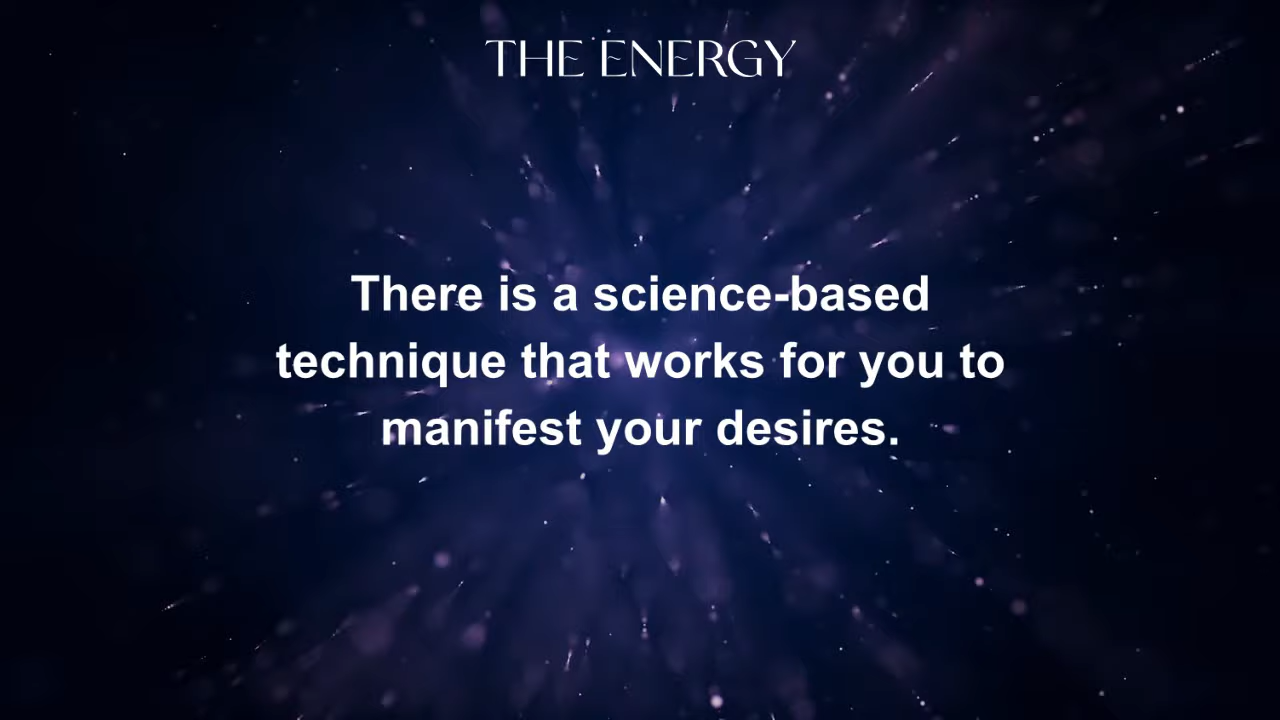 THE ENERGY
There is a science-based
technique that works for you to
manifest your desires.